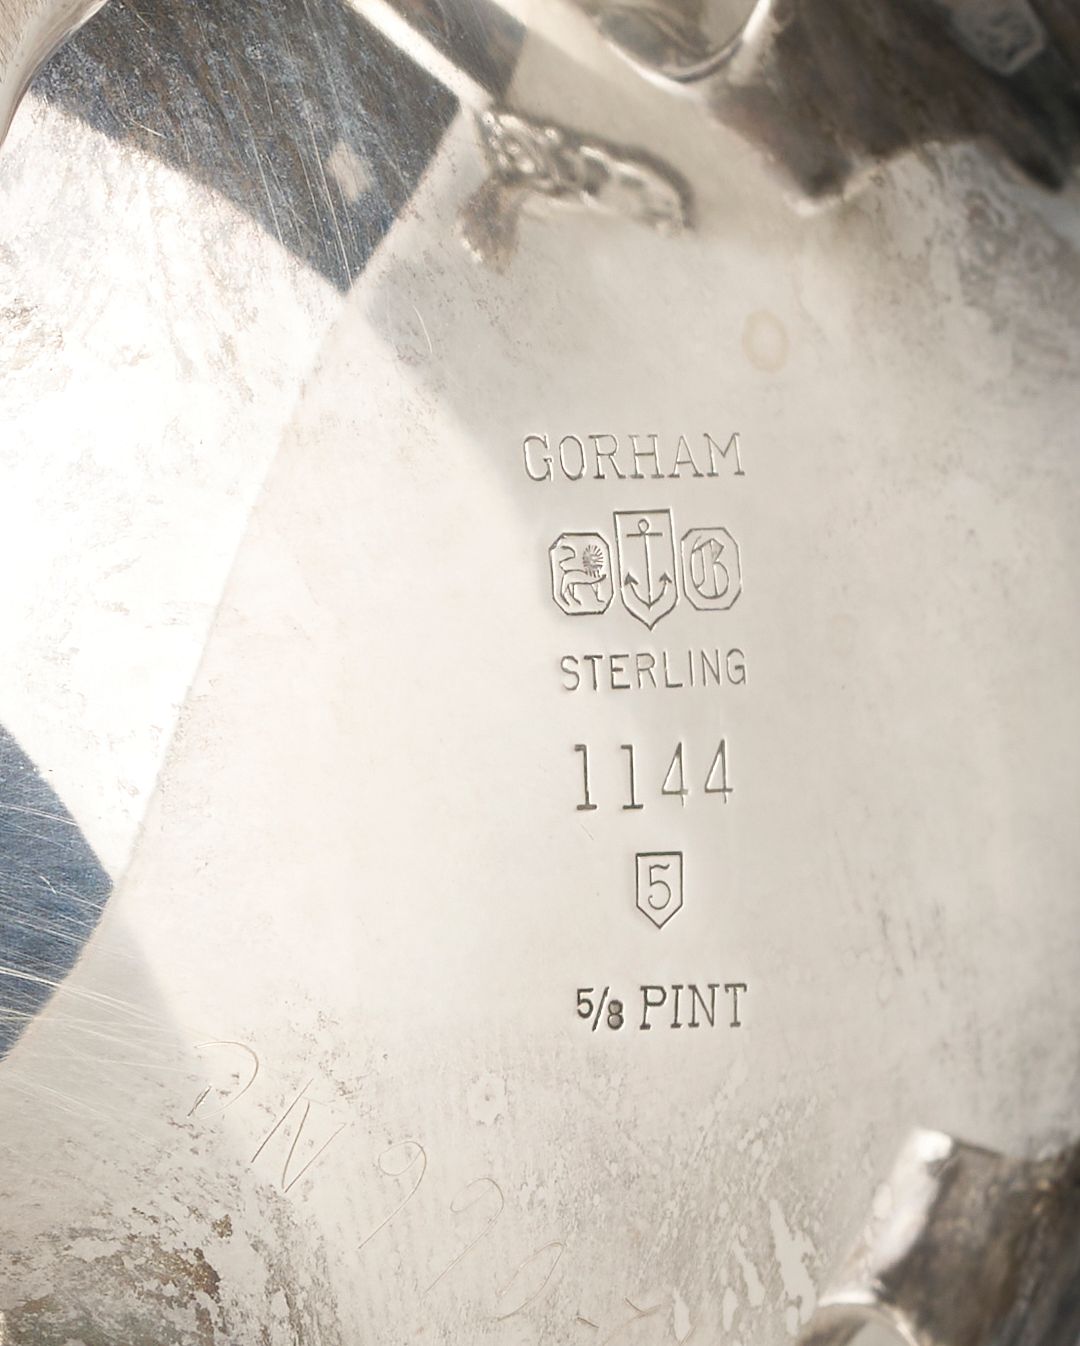 GORHAM
G
STERLING
1144
5
5/8 PINT